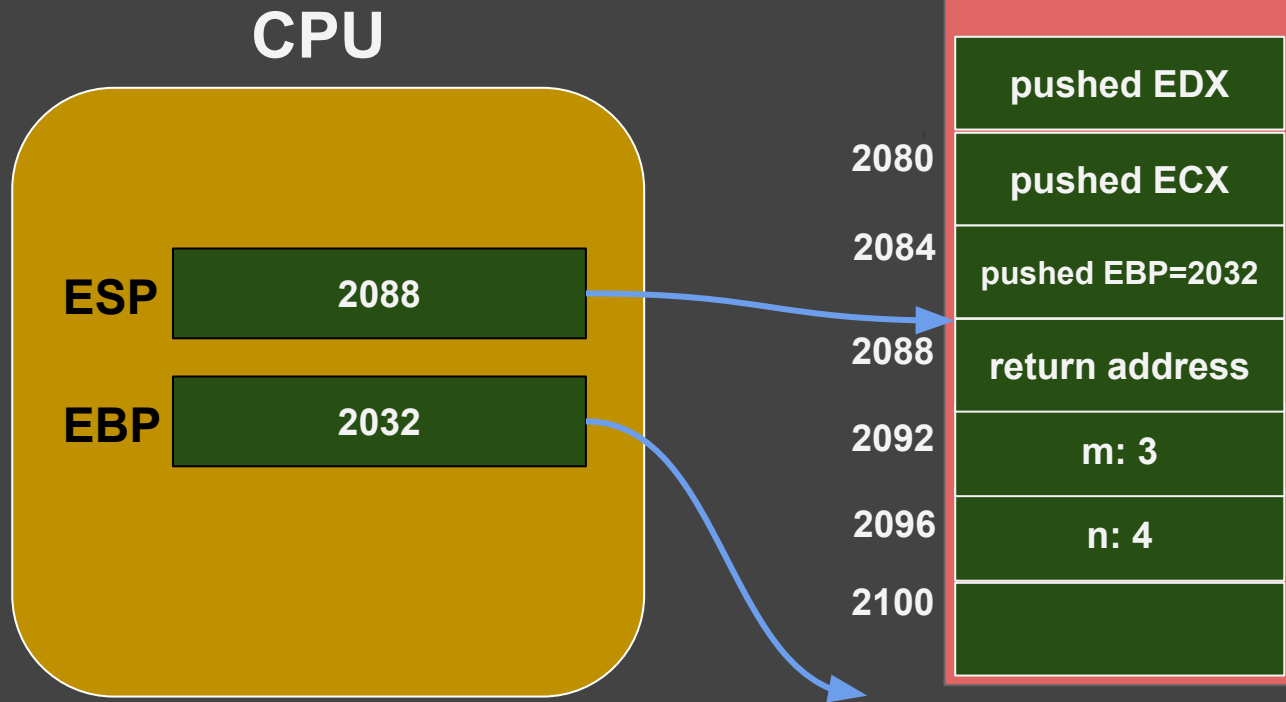 CPU
ESP
2088
EBP
2032
pushed EDX
2080
pushed ECX
2084
pushed EBP=2032
2088
return address
2092
m: 3
2096
n: 4
2100